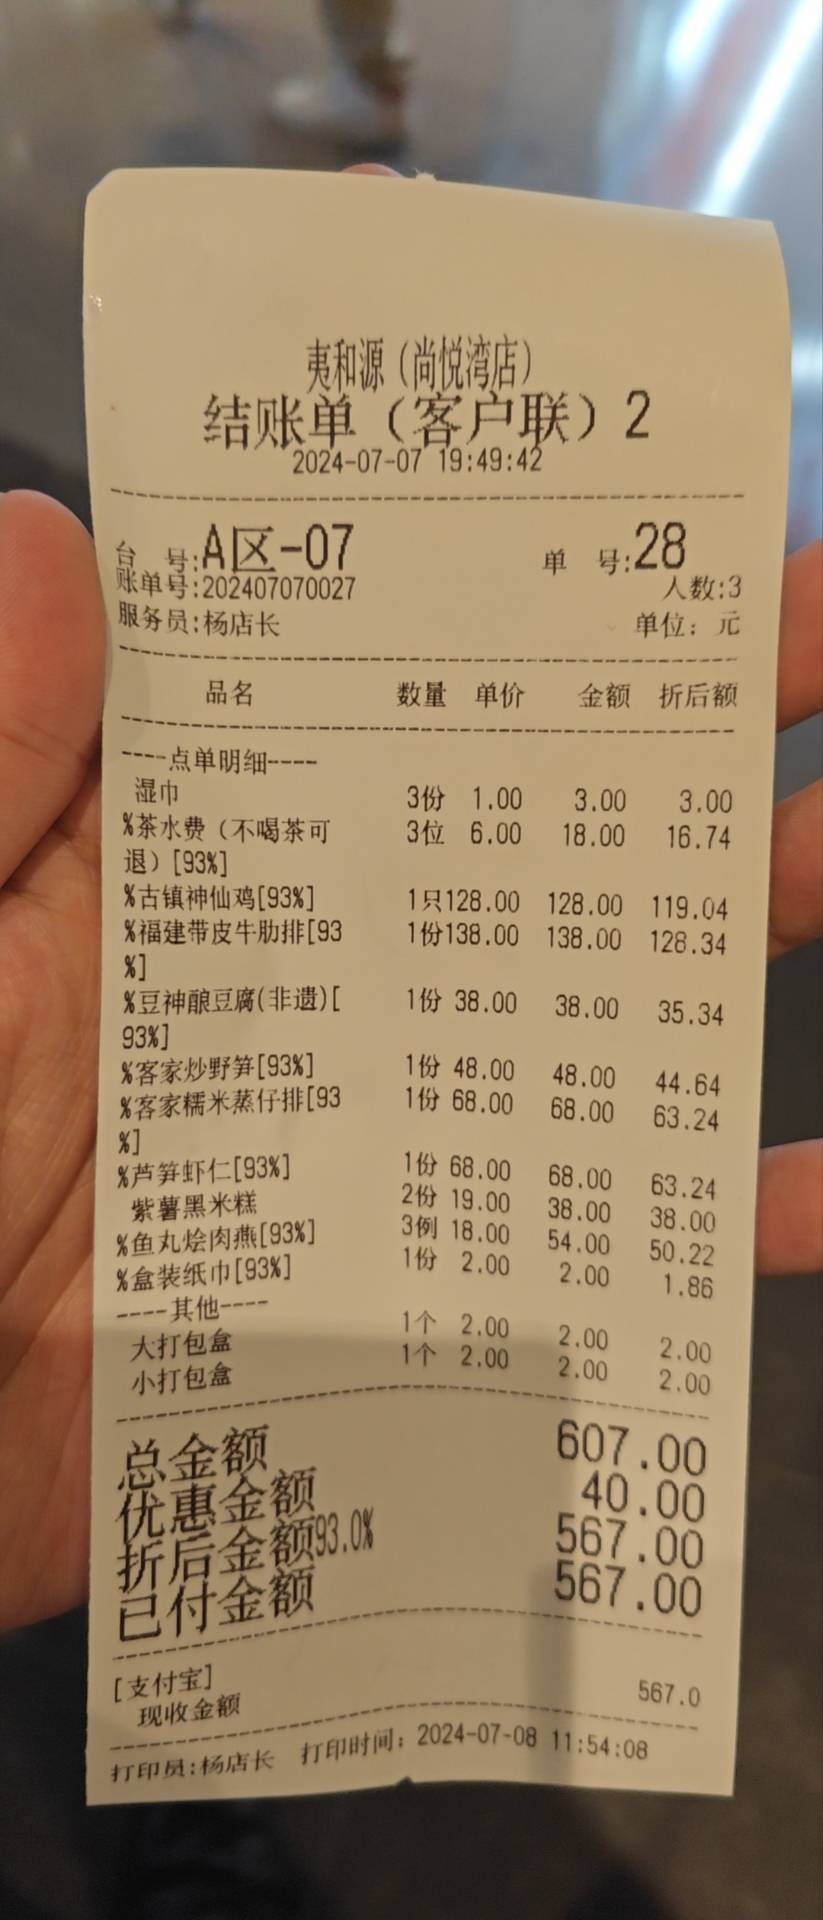 夷和源（尚悦湾店）
结账单（客户联）2
2024-07-07 19:49:42
台 号:A区-07 单 号:28
账单号:202407070027 人数:3
服务员:杨店长 单位：元
品名 数量 单价 金额 折后额
----点单明细----
湿巾 3份 1.00 3.00 3.00
%茶水费（不喝茶可 3位 6.00 18.00 16.74
退）[93%]
%古镇神仙鸡[93%] 1只128.00 128.00 119.04
%福建带皮牛肋排[93 1份138.00 138.00 128.34
%]
%豆神酿豆腐(非遗)[ 1份 38.00 38.00 35.34
93%]
%客家炒野笋[93%] 1份 48.00 48.00 44.64
%客家糯米蒸仔排[93 1份 68.00 68.00 63.24
%]
%芦笋虾仁[93%] 1份 68.00 68.00 63.24
紫薯黑米糕 2份 19.00 38.00 38.00
%鱼丸烩肉燕[93%] 3例 18.00 54.00 50.22
%盒装纸巾[93%] 1份 2.00 2.00 1.86
----其他----
大打包盒 1个 2.00 2.00 2.00
小打包盒 1个 2.00 2.00 2.00
总金额 607.00
优惠金额 40.00
折后金额93.0% 567.00
已付金额 567.00
[支付宝]
现收金额 567.0
打印员:杨店长 打印时间：2024-07-08 11:54:08